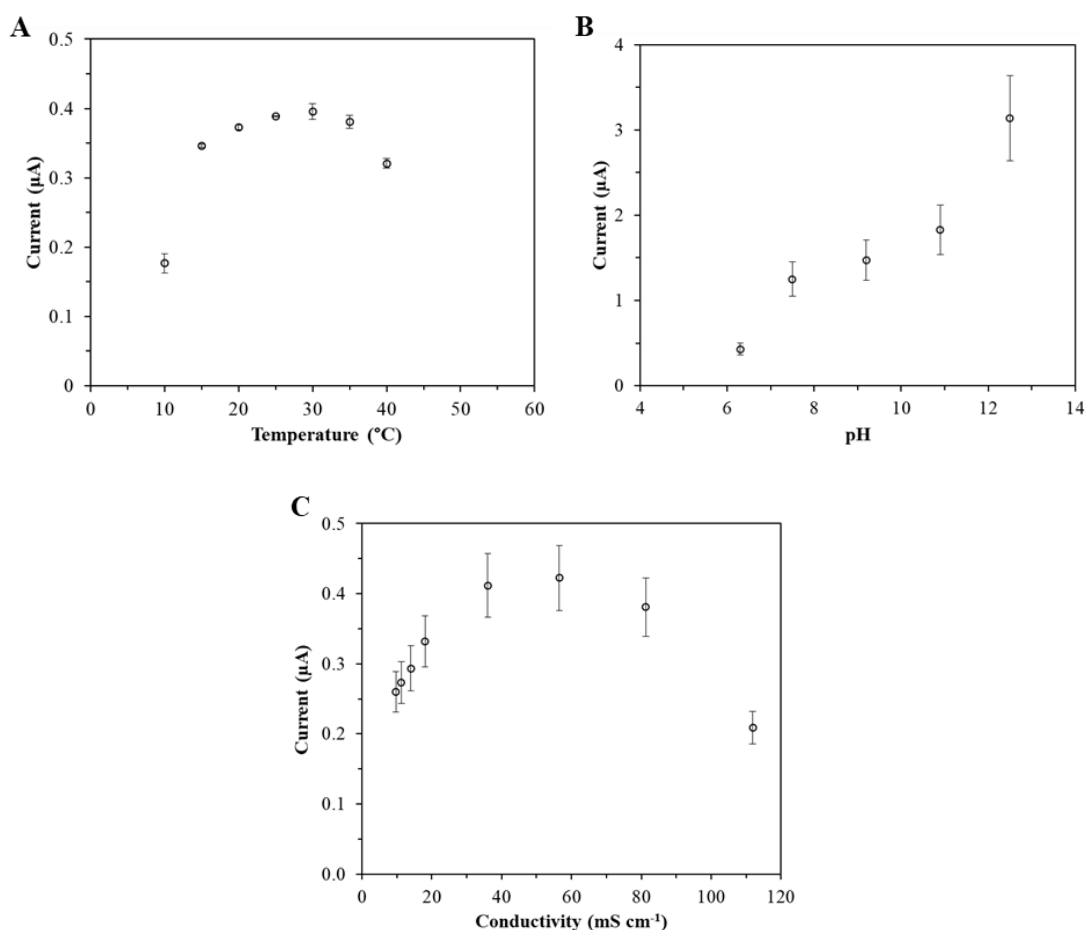 A
0.5
0.4
0.3
0.2
0.1
0
Current (µA)
0 10 20 30 40 50 60
Temperature (°C)
B
4
3
2
1
0
Current (µA)
4 6 8 10 12 14
pH
C
0.5
0.4
0.3
0.2
0.1
0.0
Current (µA)
0 20 40 60 80 100 120
Conductivity (mS cm⁻¹)